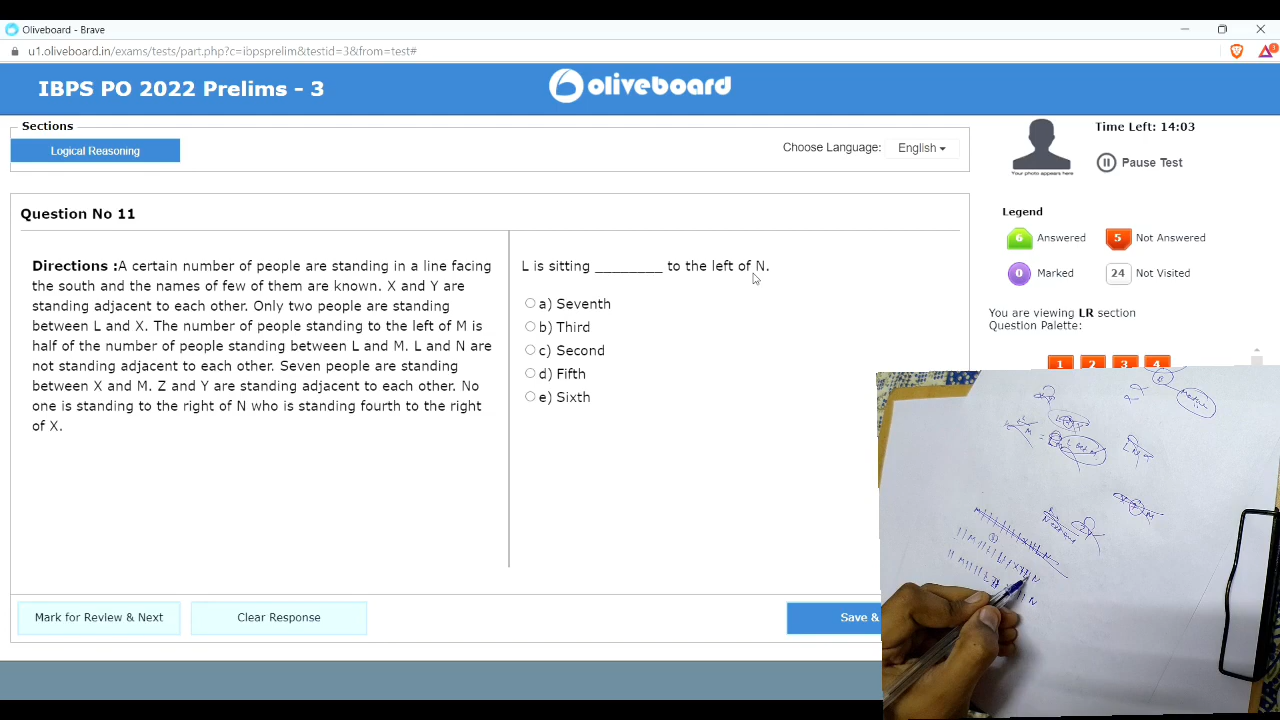 Oliveboard - Brave
u1.oliveboard.in/exams/tests/part.php?c=ibpsprelim&testid=3&from=test#
IBPS PO 2022 Prelims - 3
oliveboard
Sections
Logical Reasoning
Choose Language: English
Time Left: 14:03
Pause Test
Your photo appears here
Question No 11
Directions :A certain number of people are standing in a line facing
the south and the names of few of them are known. X and Y are
standing adjacent to each other. Only two people are standing
between L and X. The number of people standing to the left of M is
half of the number of people standing between L and M. L and N are
not standing adjacent to each other. Seven people are standing
between X and M. Z and Y are standing adjacent to each other. No
one is standing to the right of N who is standing fourth to the right
of X.
L is sitting ________ to the left of N.
a) Seventh
b) Third
c) Second
d) Fifth
e) Sixth
Legend
6 Answered
5 Not Answered
0 Marked
24 Not Visited
You are viewing LR section
Question Palette:
1 2 3 4
Mark for Review & Next
Clear Response
Save &